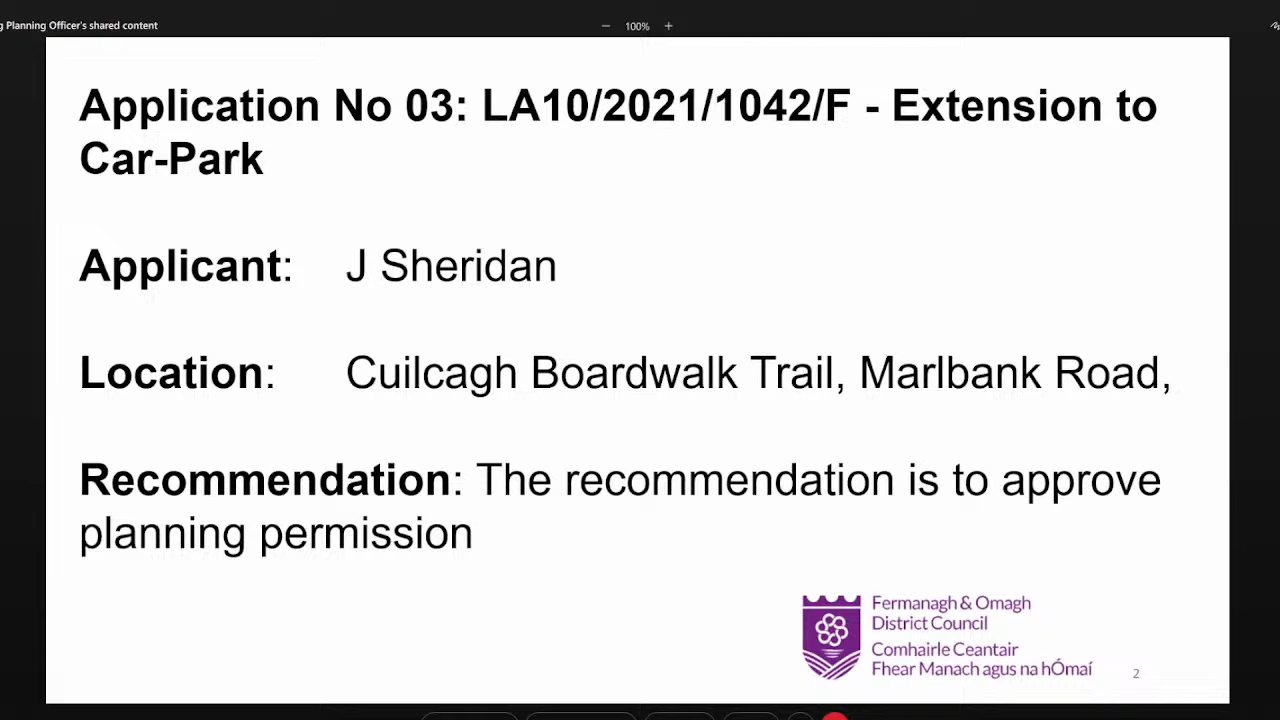 Planning Officer's shared content
100%
Application No 03: LA10/2021/1042/F - Extension to
Car-Park
Applicant: J Sheridan
Location: Cuilcagh Boardwalk Trail, Marlbank Road,
Recommendation: The recommendation is to approve
planning permission
Fermanagh & Omagh
District Council
Comhairle Ceantair
Fhear Manach agus na hÓmaí
2